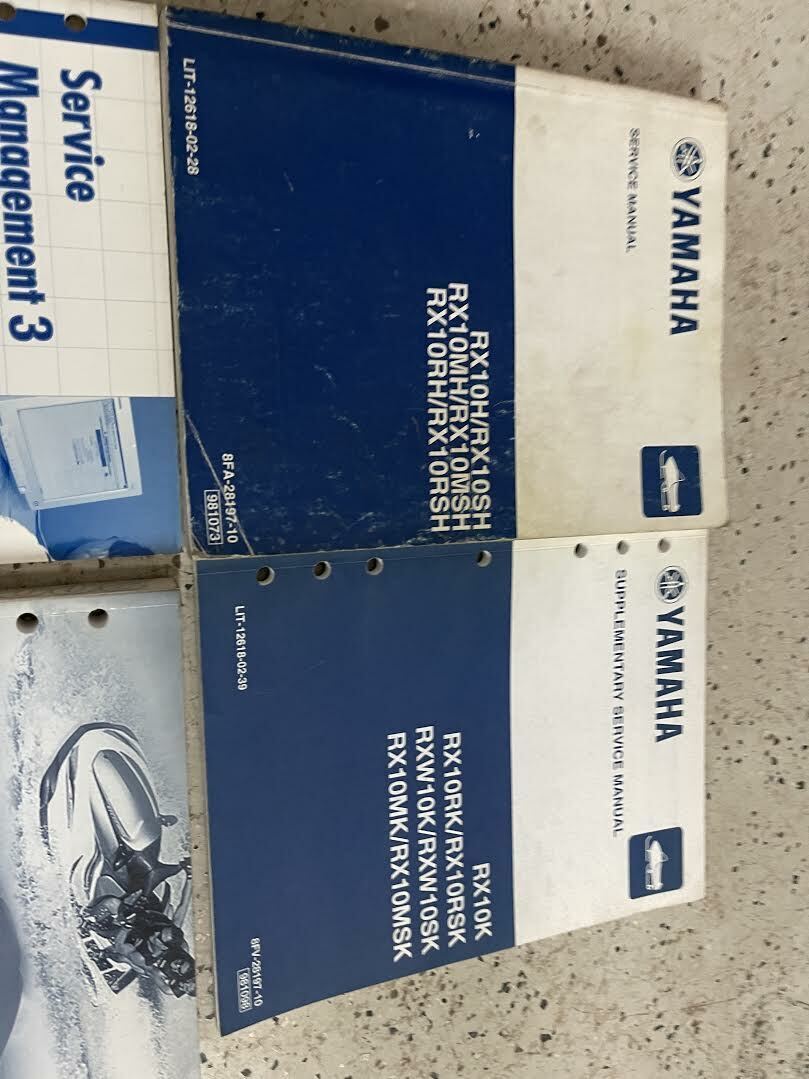 Service
Management 3
YAMAHA
SERVICE MANUAL
RX10H/RX10SH
RX10MH/RX10MSH
RX10RH/RX10RSH
LIT-12618-02-28
8FA-28197-10
981073
YAMAHA
SUPPLEMENTARY SERVICE MANUAL
RX10K
RX10RK/RX10RSK
RXW10K/RXW10SK
RX10MK/RX10MSK
LIT-12618-02-39
8FV-28197-10
981098